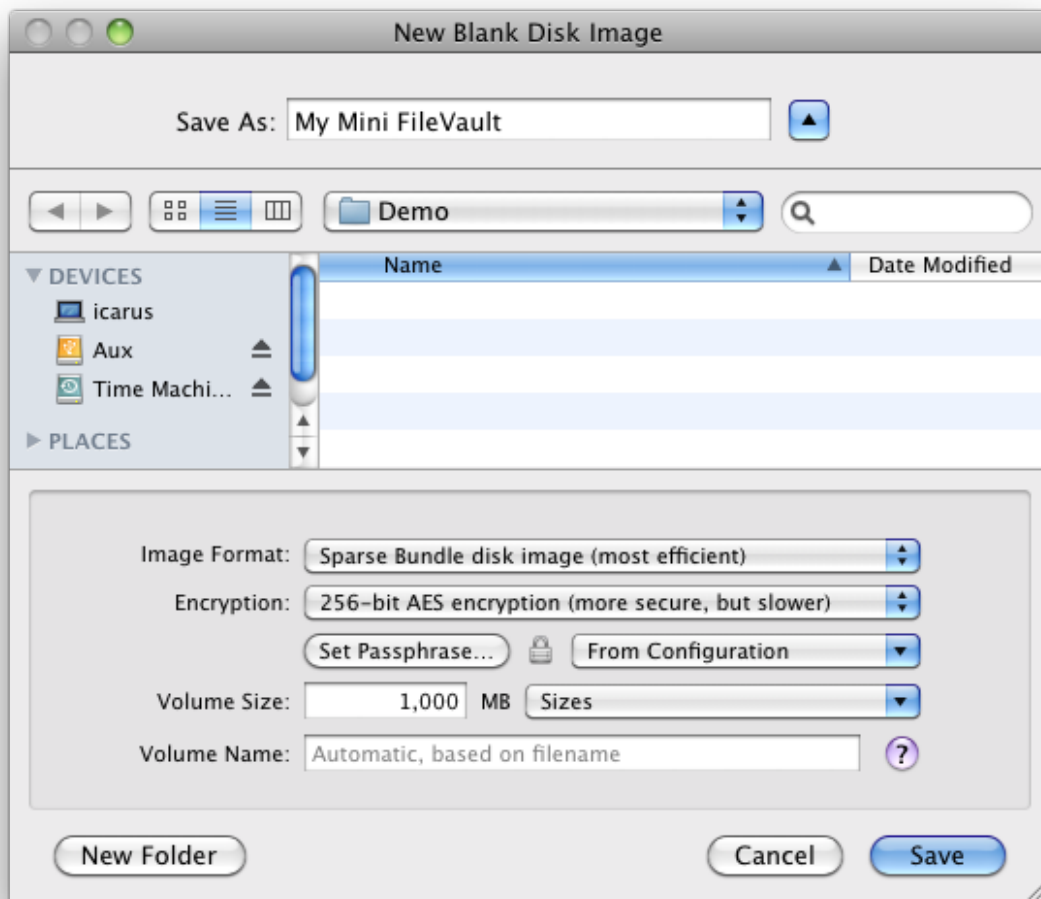 New Blank Disk Image
Save As: My Mini FileVault
Demo
DEVICES
icarus
Aux
Time Machi...
PLACES
Name Date Modified
Image Format: Sparse Bundle disk image (most efficient)
Encryption: 256-bit AES encryption (more secure, but slower)
Set Passphrase... From Configuration
Volume Size: 1,000 MB Sizes
Volume Name: Automatic, based on filename ?
New Folder Cancel Save